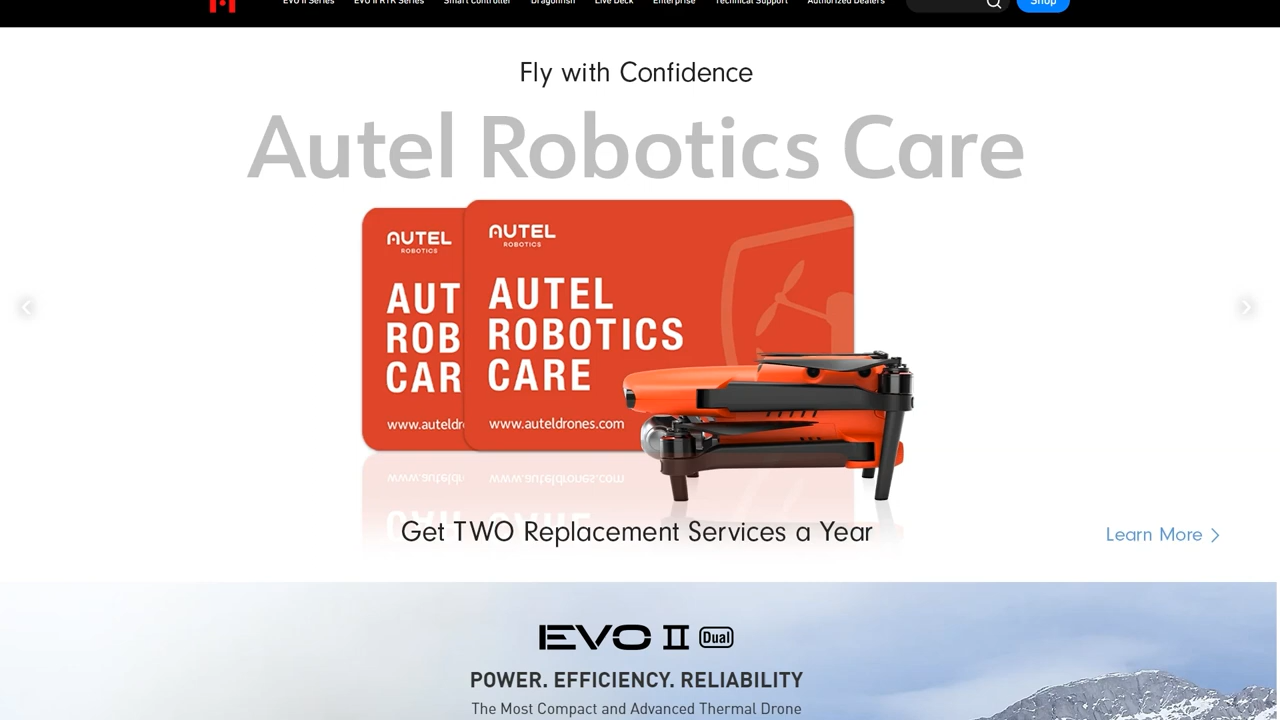 EVO II Series EVO II RTK Series Smart Controller Dragonfish Live Deck Enterprise Technical Support Authorized Dealers Shop
Fly with Confidence
Autel Robotics Care
AUTEL
ROBOTICS
AUT
ROB
CAR
www.auteldr
AUTEL
ROBOTICS
AUTEL
ROBOTICS
CARE
www.auteldrones.com
Get TWO Replacement Services a Year
Learn More
EVO II Dual
POWER. EFFICIENCY. RELIABILITY
The Most Compact and Advanced Thermal Drone